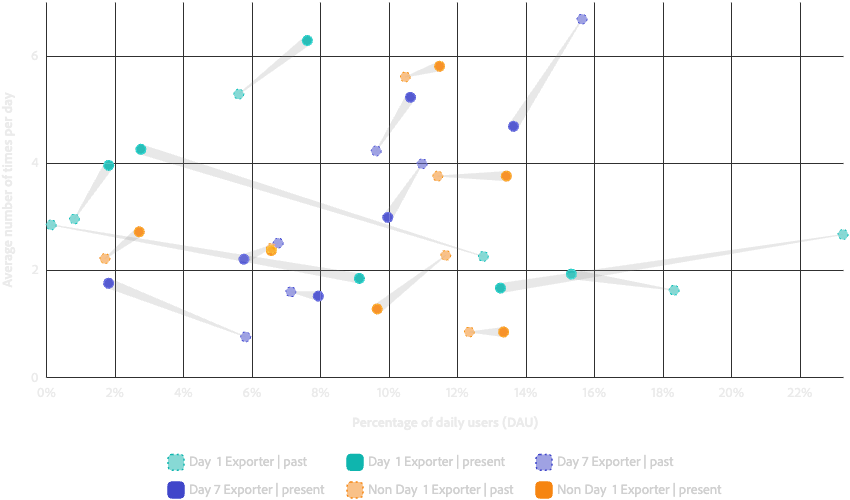 6
4
2
0
0% 2% 4% 6% 8% 10% 12% 14% 16% 18% 20% 22%
Average number of times per day
Percentage of daily users (DAU)
Day 1 Exporter | past Day 1 Exporter | present Day 7 Exporter | past
Day 7 Exporter | present Non Day 1 Exporter | past Non Day 1 Exporter | present